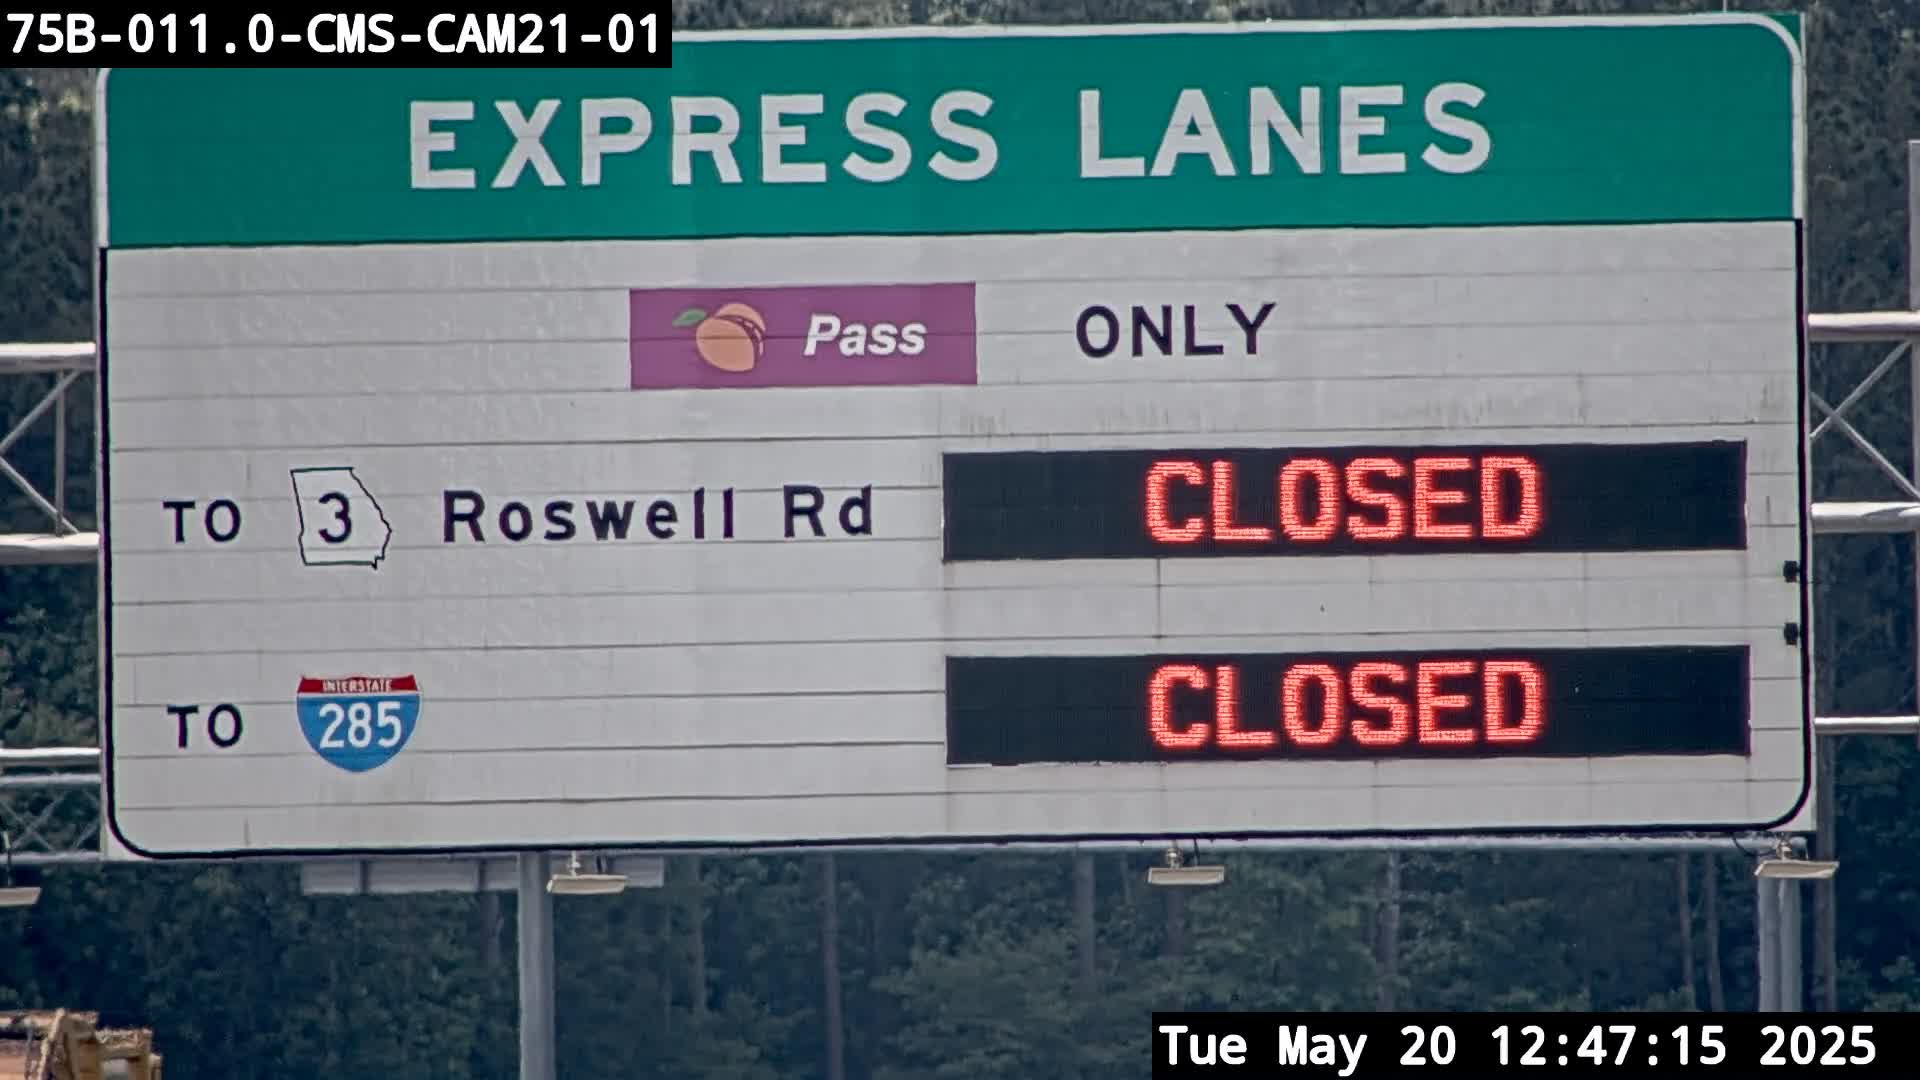 75B-011.0-CMS-CAM21-01
EXPRESS LANES
Pass ONLY
TO 3 Roswell Rd CLOSED
INTERSTATE
TO 285 CLOSED
Tue May 20 12:47:15 2025